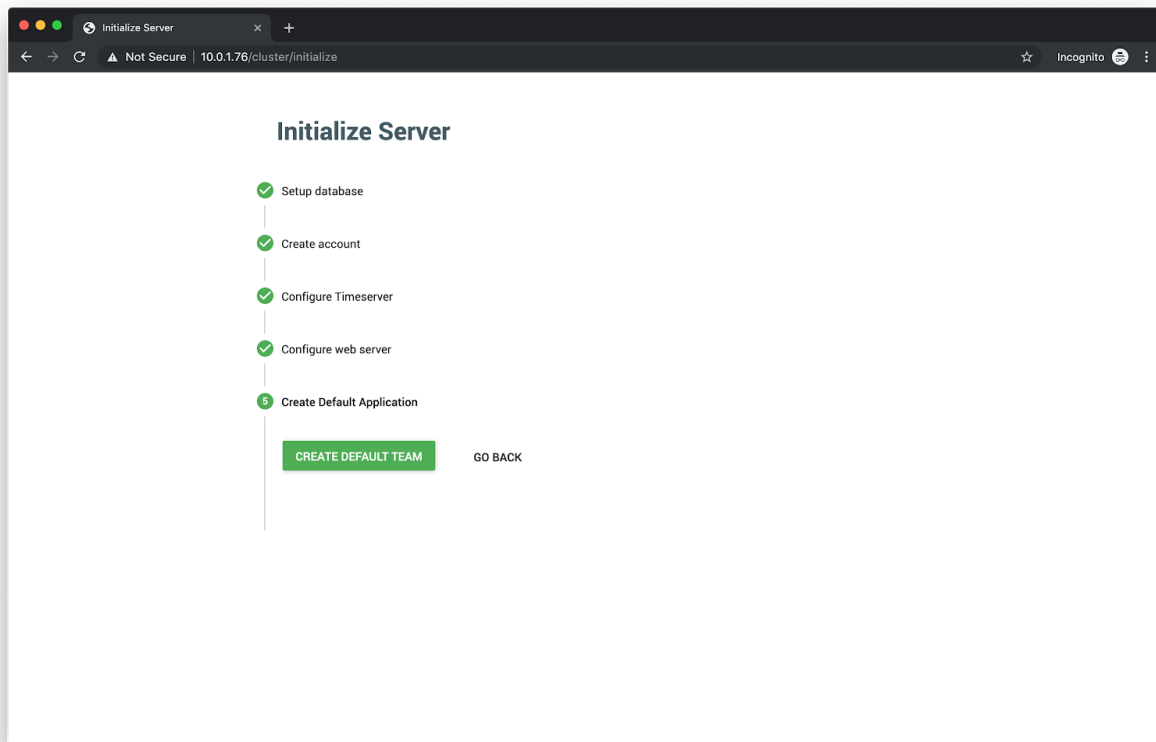 Initialize Server
Not Secure 10.0.1.76/cluster/initialize Incognito
Initialize Server
Setup database
Create account
Configure Timeserver
Configure web server
5 Create Default Application
CREATE DEFAULT TEAM GO BACK